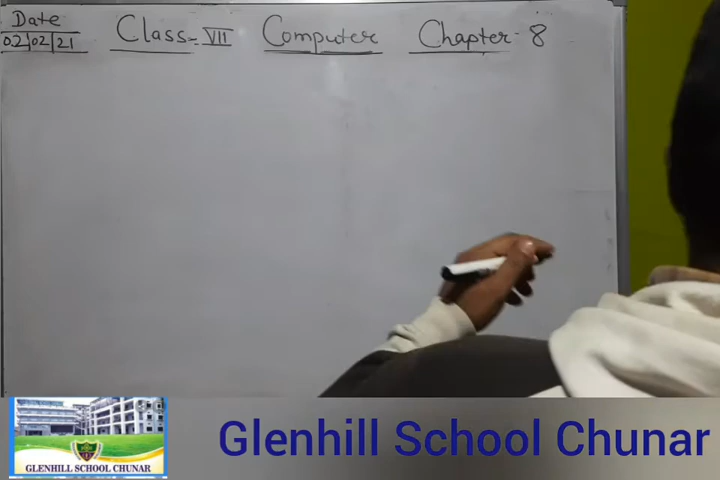 Date
02|02|21
Class-VII Computer Chapter-8
GLENHILL SCHOOL CHUNAR
Glenhill School Chunar